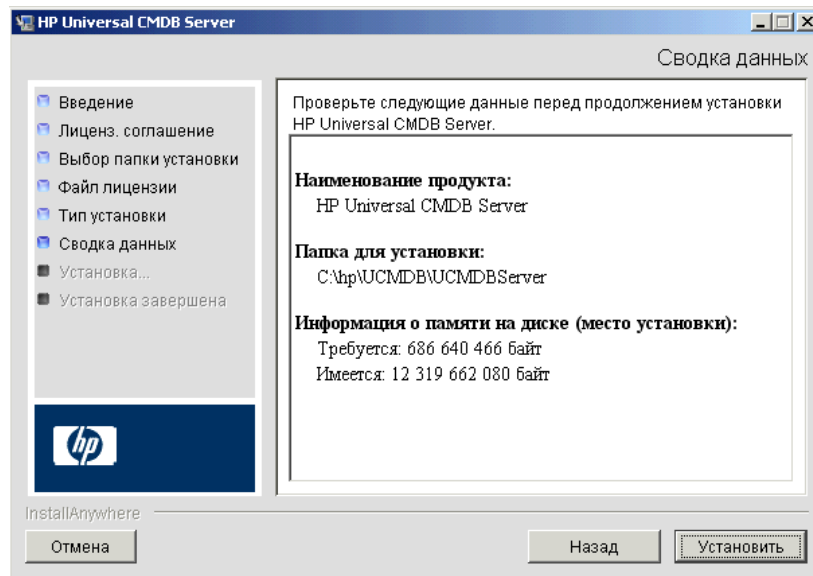 HP Universal CMDB Server
Сводка данных
Введение
Лиценз. соглашение
Выбор папки установки
Файл лицензии
Тип установки
Сводка данных
Установка...
Установка завершена
Проверьте следующие данные перед продолжением установки
HP Universal CMDB Server.
Наименование продукта:
HP Universal CMDB Server
Папка для установки:
C:\hp\UCMDB\UCMDBServer
Информация о памяти на диске (место установки):
Требуется: 686 640 466 байт
Имеется: 12 319 662 080 байт
hp
InstallAnywhere
Отмена
Назад
Установить